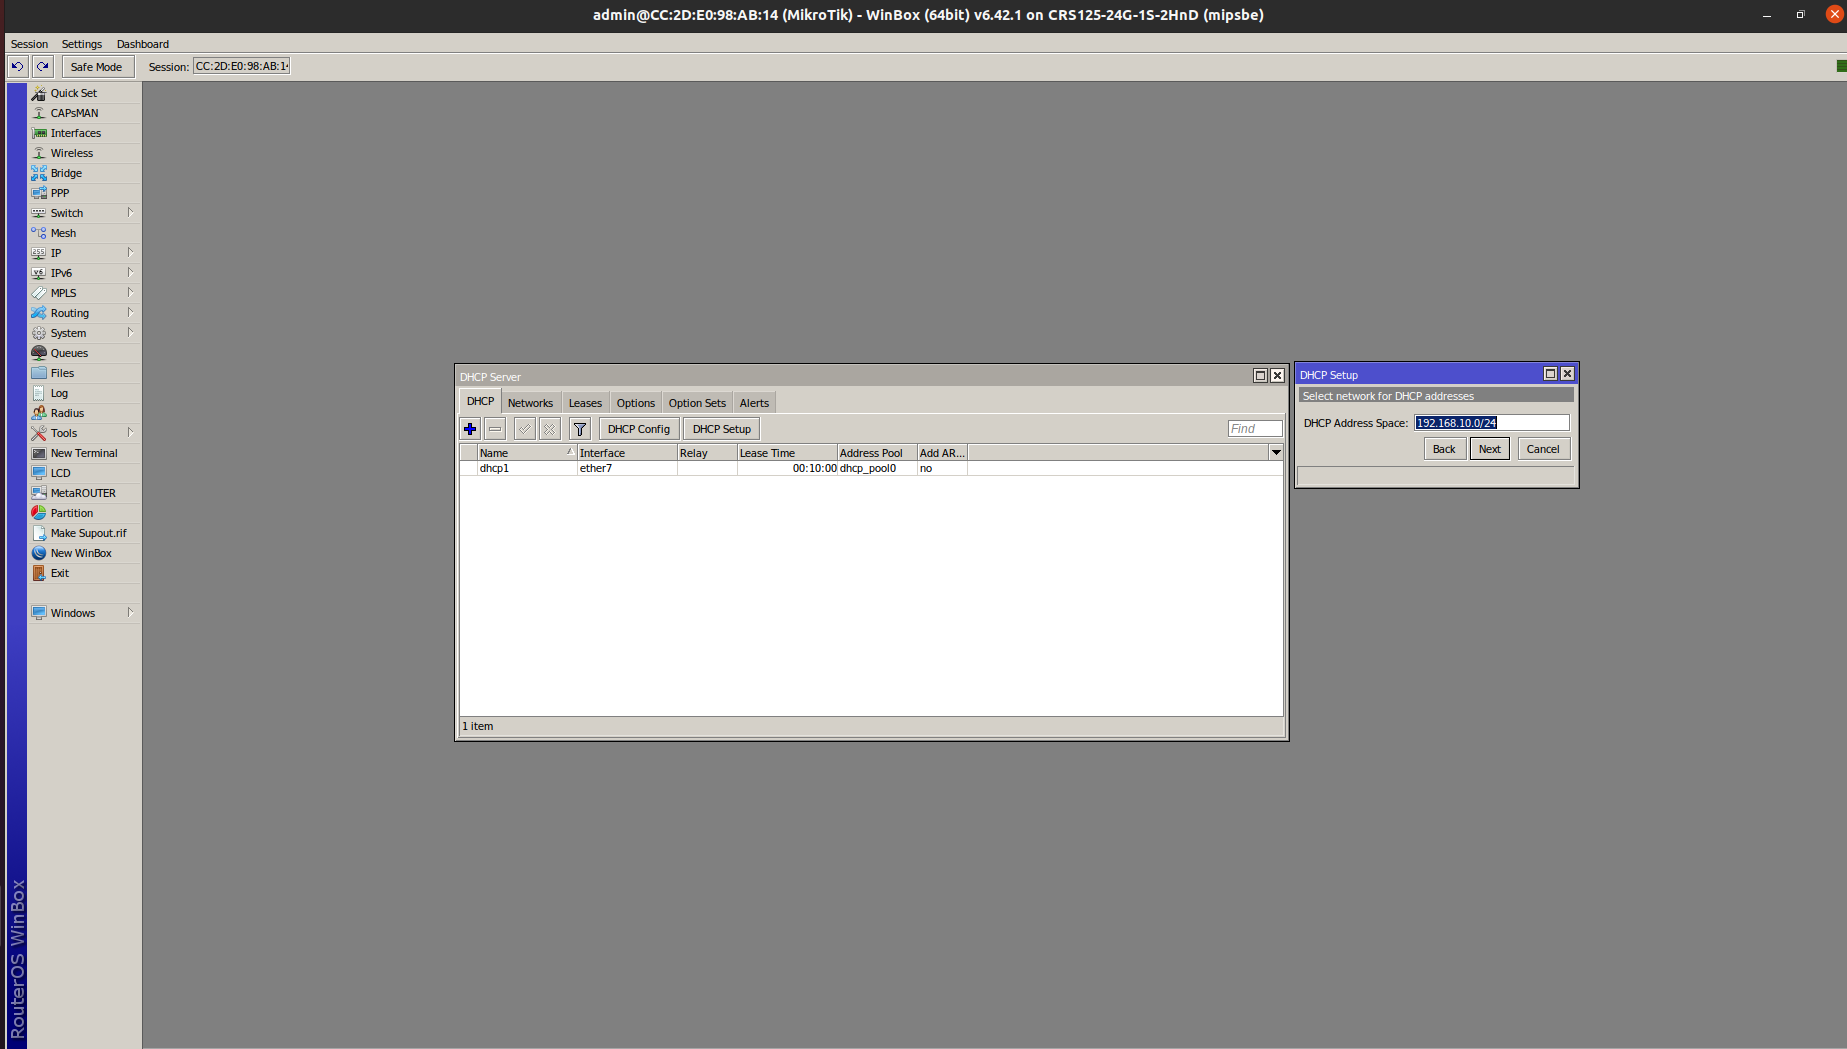 admin@CC:2D:E0:98:AB:14 (MikroTik) - WinBox (64bit) v6.42.1 on CRS125-24G-1S-2HnD (mipsbe)
Session Settings Dashboard
Safe Mode Session: CC:2D:E0:98:AB:14
Quick Set
CAPsMAN
Interfaces
Wireless
Bridge
PPP
Switch
Mesh
IP
IPv6
MPLS
Routing
System
Queues
Files
Log
Radius
Tools
New Terminal
LCD
MetaROUTER
Partition
Make Supout.rif
New WinBox
Exit
Windows
RouterOS WinBox
DHCP Server
DHCP Networks Leases Options Option Sets Alerts
DHCP Config DHCP Setup Find
Name Interface Relay Lease Time Address Pool Add AR...
dhcp1 ether7 00:10:00 dhcp_pool0 no
1 item
DHCP Setup
Select network for DHCP addresses
DHCP Address Space: 192.168.10.0/24
Back Next Cancel